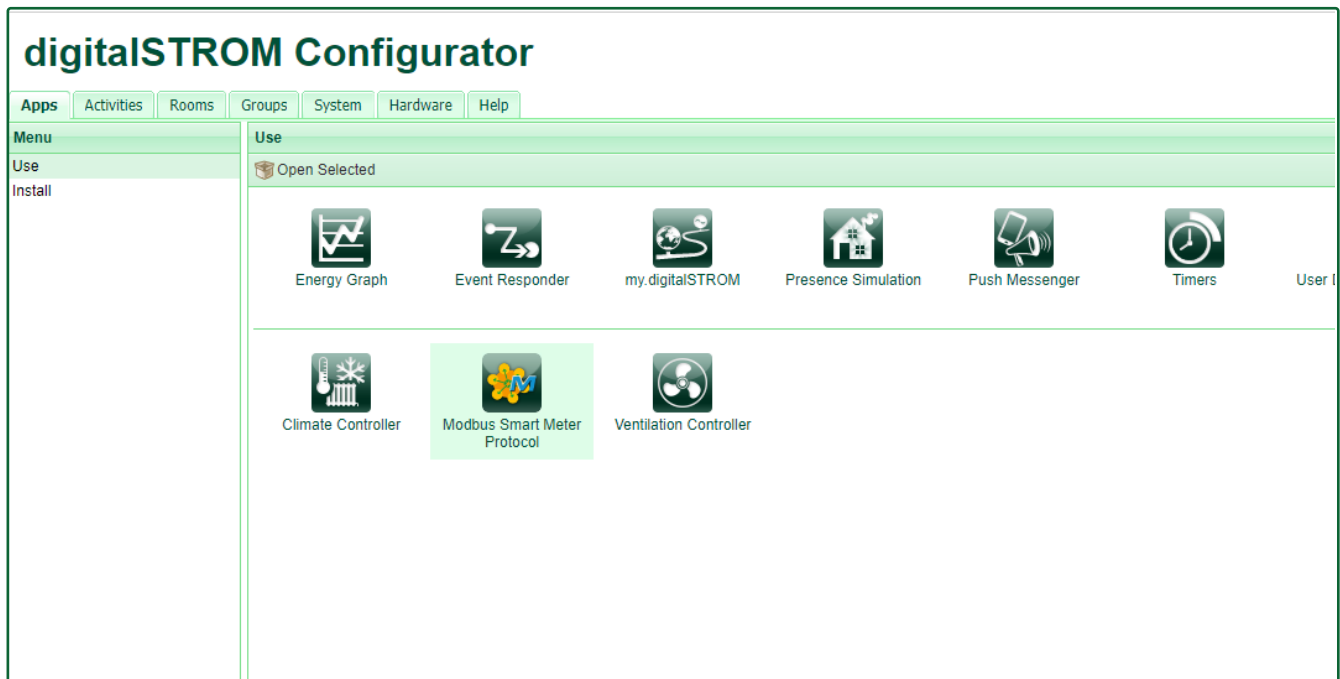 digitalSTROM Configurator
Apps Activities Rooms Groups System Hardware Help
Menu
Use
Install
Use
Open Selected
Energy Graph
Event Responder
my.digitalSTROM
Presence Simulation
Push Messenger
Timers
User
Climate Controller
Modbus Smart Meter
Protocol
Ventilation Controller